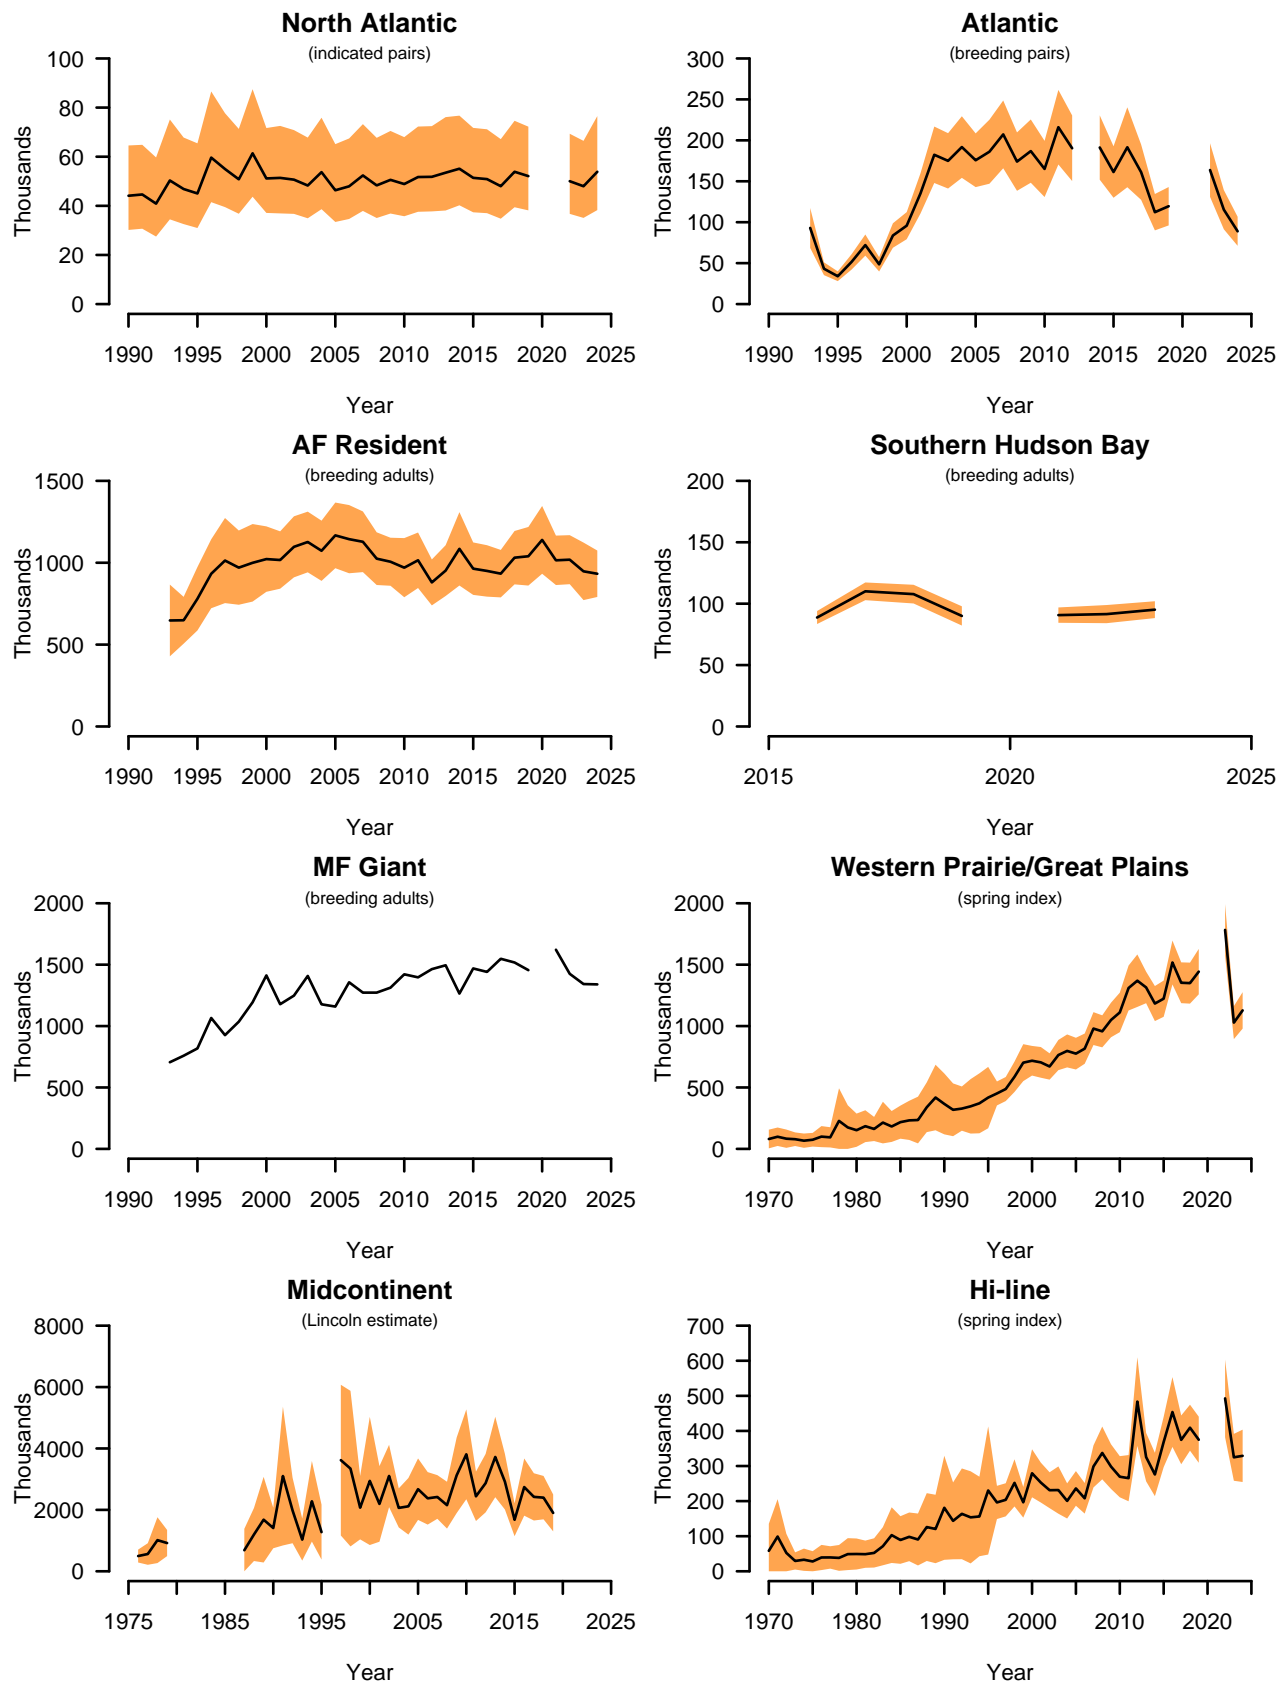 North Atlantic
(indicated pairs)
Thousands
100
80
60
40
20
0
1990 1995 2000 2005 2010 2015 2020 2025
Year
Atlantic
(breeding pairs)
Thousands
300
250
200
150
100
50
0
1990 1995 2000 2005 2010 2015 2020 2025
Year
AF Resident
(breeding adults)
Thousands
1500
1000
500
0
1990 1995 2000 2005 2010 2015 2020 2025
Year
Southern Hudson Bay
(breeding adults)
Thousands
200
150
100
50
0
2015 2020 2025
Year
MF Giant
(breeding adults)
Thousands
2000
1500
1000
500
0
1990 1995 2000 2005 2010 2015 2020 2025
Year
Western Prairie/Great Plains
(spring index)
Thousands
2000
1500
1000
500
0
1970 1980 1990 2000 2010 2020
Year
Midcontinent
(Lincoln estimate)
Thousands
8000
6000
4000
2000
0
1975 1985 1995 2005 2015 2025
Year
Hi-line
(spring index)
Thousands
700
600
500
400
300
200
100
0
1970 1980 1990 2000 2010 2020
Year